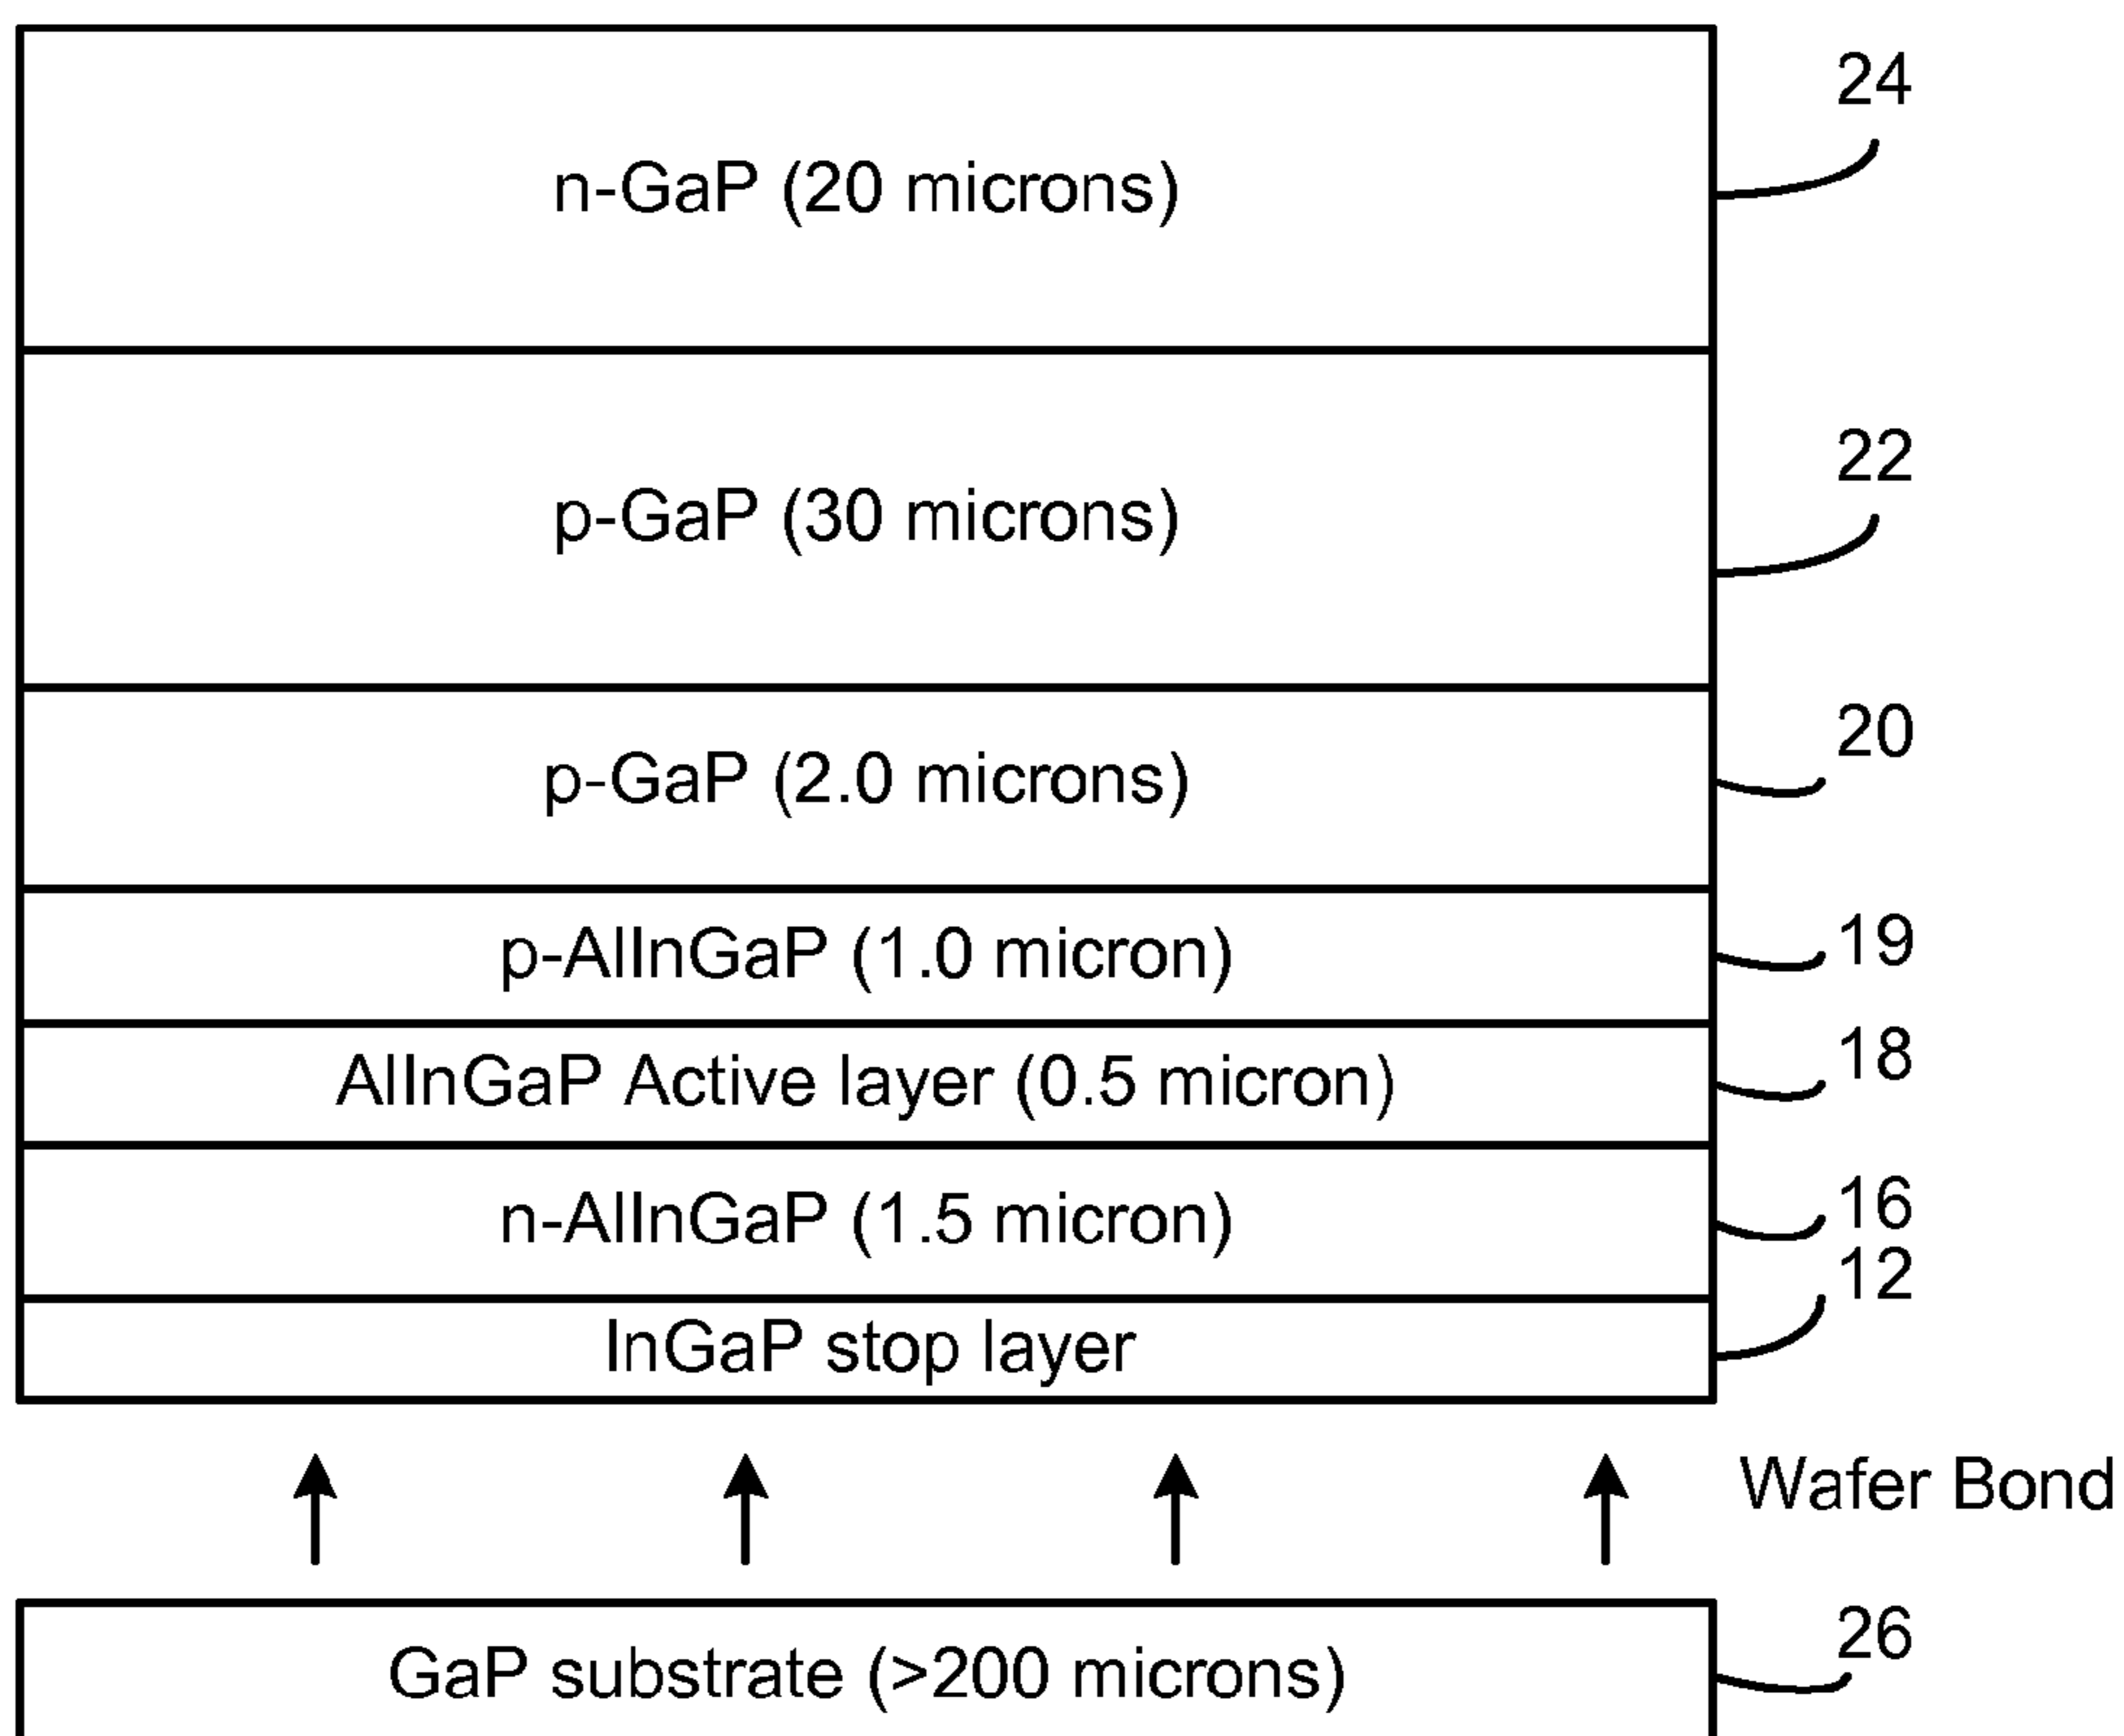 24
n-GaP (20 microns)
22
p-GaP (30 microns)
20
p-GaP (2.0 microns)
19
p-AlInGaP (1.0 micron)
18
AlInGaP Active layer (0.5 micron)
16
n-AlInGaP (1.5 micron)
12
InGaP stop layer
Wafer Bond
26
GaP substrate (>200 microns)